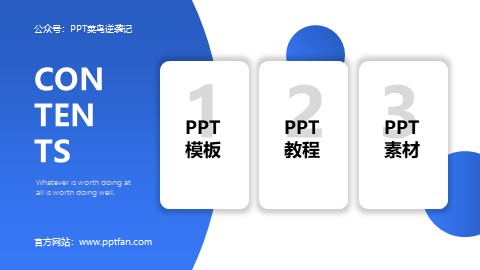 公众号：PPT菜鸟逆袭记
CON
TEN
TS
Whatever is worth doing at
all is worth doing well.
官方网站：www.pptfan.com
1
PPT
模板
2
PPT
教程
3
PPT
素材